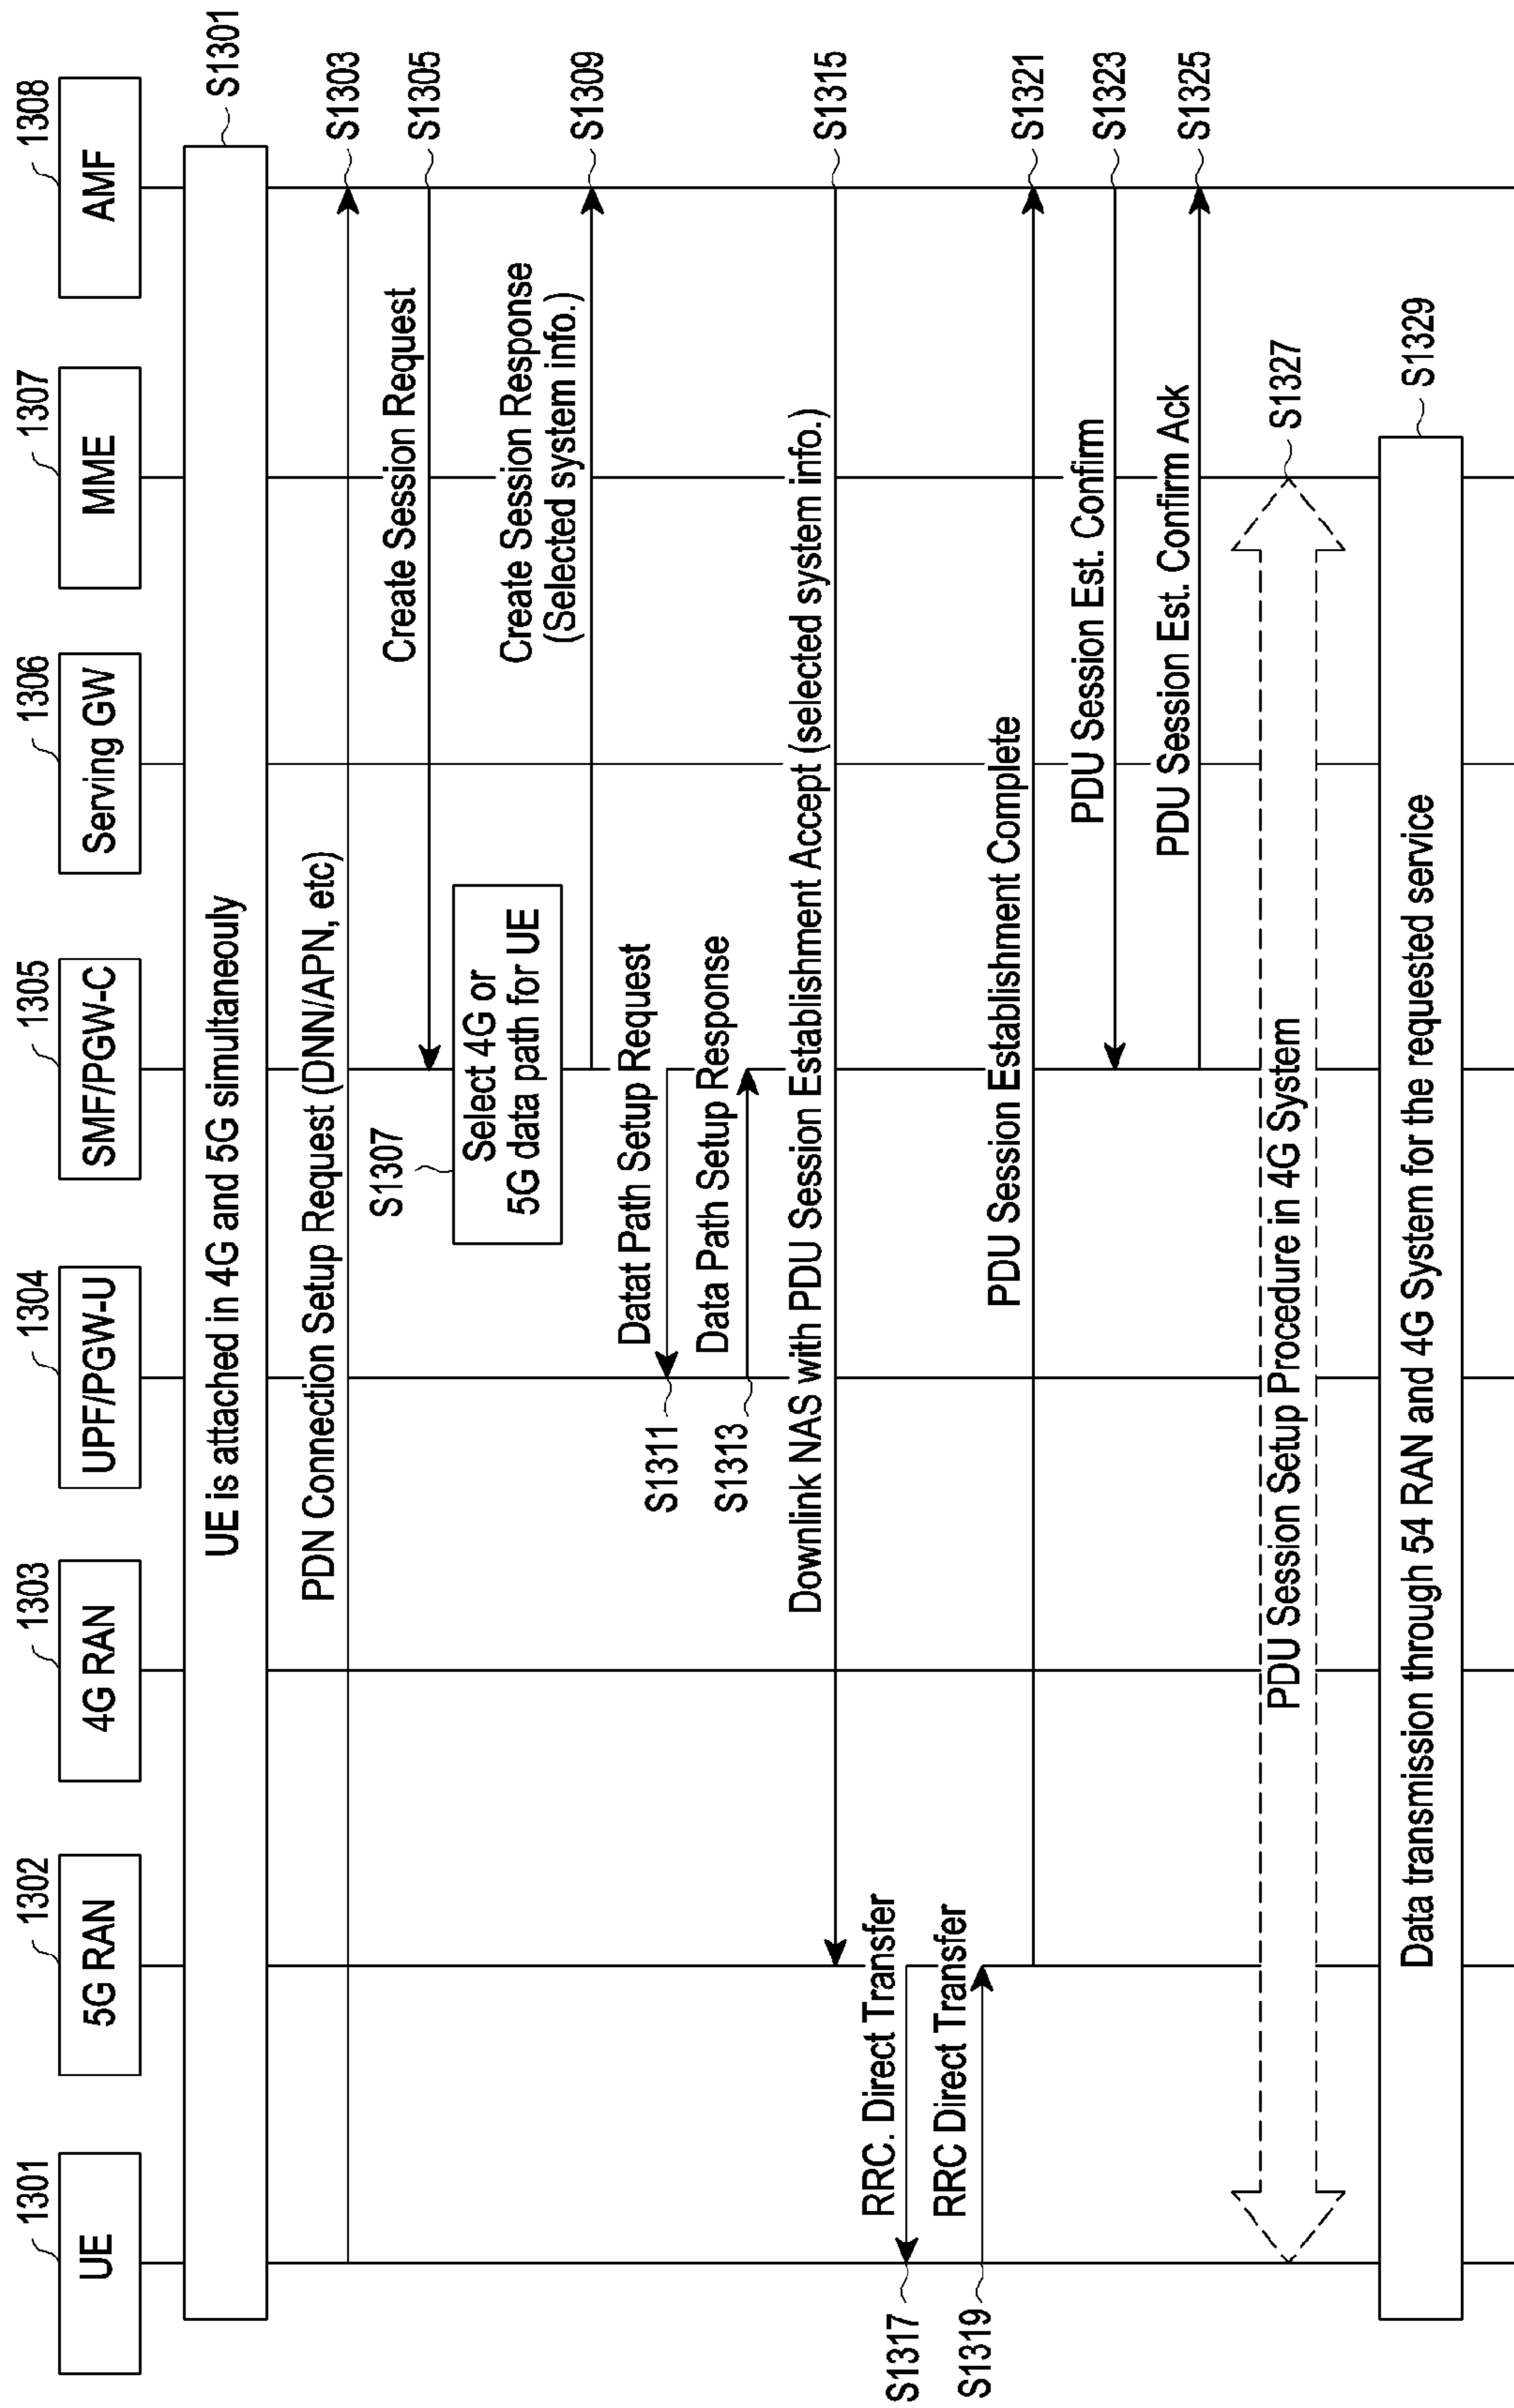 1301
1302
1303
1304
1305
1306
1307
1308
UE
5G RAN
4G RAN
UPF/PGW-U
SMF/PGW-C
Serving GW
MME
AMF
UE is attached in 4G and 5G simultaneouly
S1301
PDN Connection Setup Request (DNN/APN, etc)
S1303
Create Session Request
S1305
S1307
Select 4G or
5G data path for UE
Create Session Response
(Selected system info.)
S1309
Datat Path Setup Request
S1311
Data Path Setup Response
S1313
Downlink NAS with PDU Session Establishment Accept (selected system info.)
S1315
RRC. Direct Transfer
S1317
RRC Direct Transfer
S1319
PDU Session Establishment Complete
S1321
PDU Session Est. Confirm
S1323
PDU Session Est. Confirm Ack
S1325
PDU Session Setup Procedure in 4G System
S1327
Data transmission through 54 RAN and 4G System for the requested service
S1329